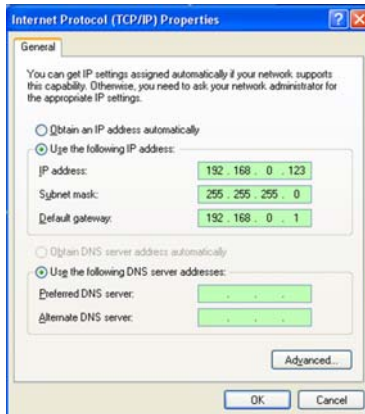 Internet Protocol (TCP/IP) Properties
General
You can get IP settings assigned automatically if your network supports
this capability. Otherwise, you need to ask your network administrator for
the appropriate IP settings.
Obtain an IP address automatically
Use the following IP address:
IP address: 192 . 168 . 0 . 123
Subnet mask: 255 . 255 . 255 . 0
Default gateway: 192 . 168 . 0 . 1
Obtain DNS server address automatically
Use the following DNS server addresses:
Preferred DNS server: . . .
Alternate DNS server: . . .
Advanced...
OK Cancel